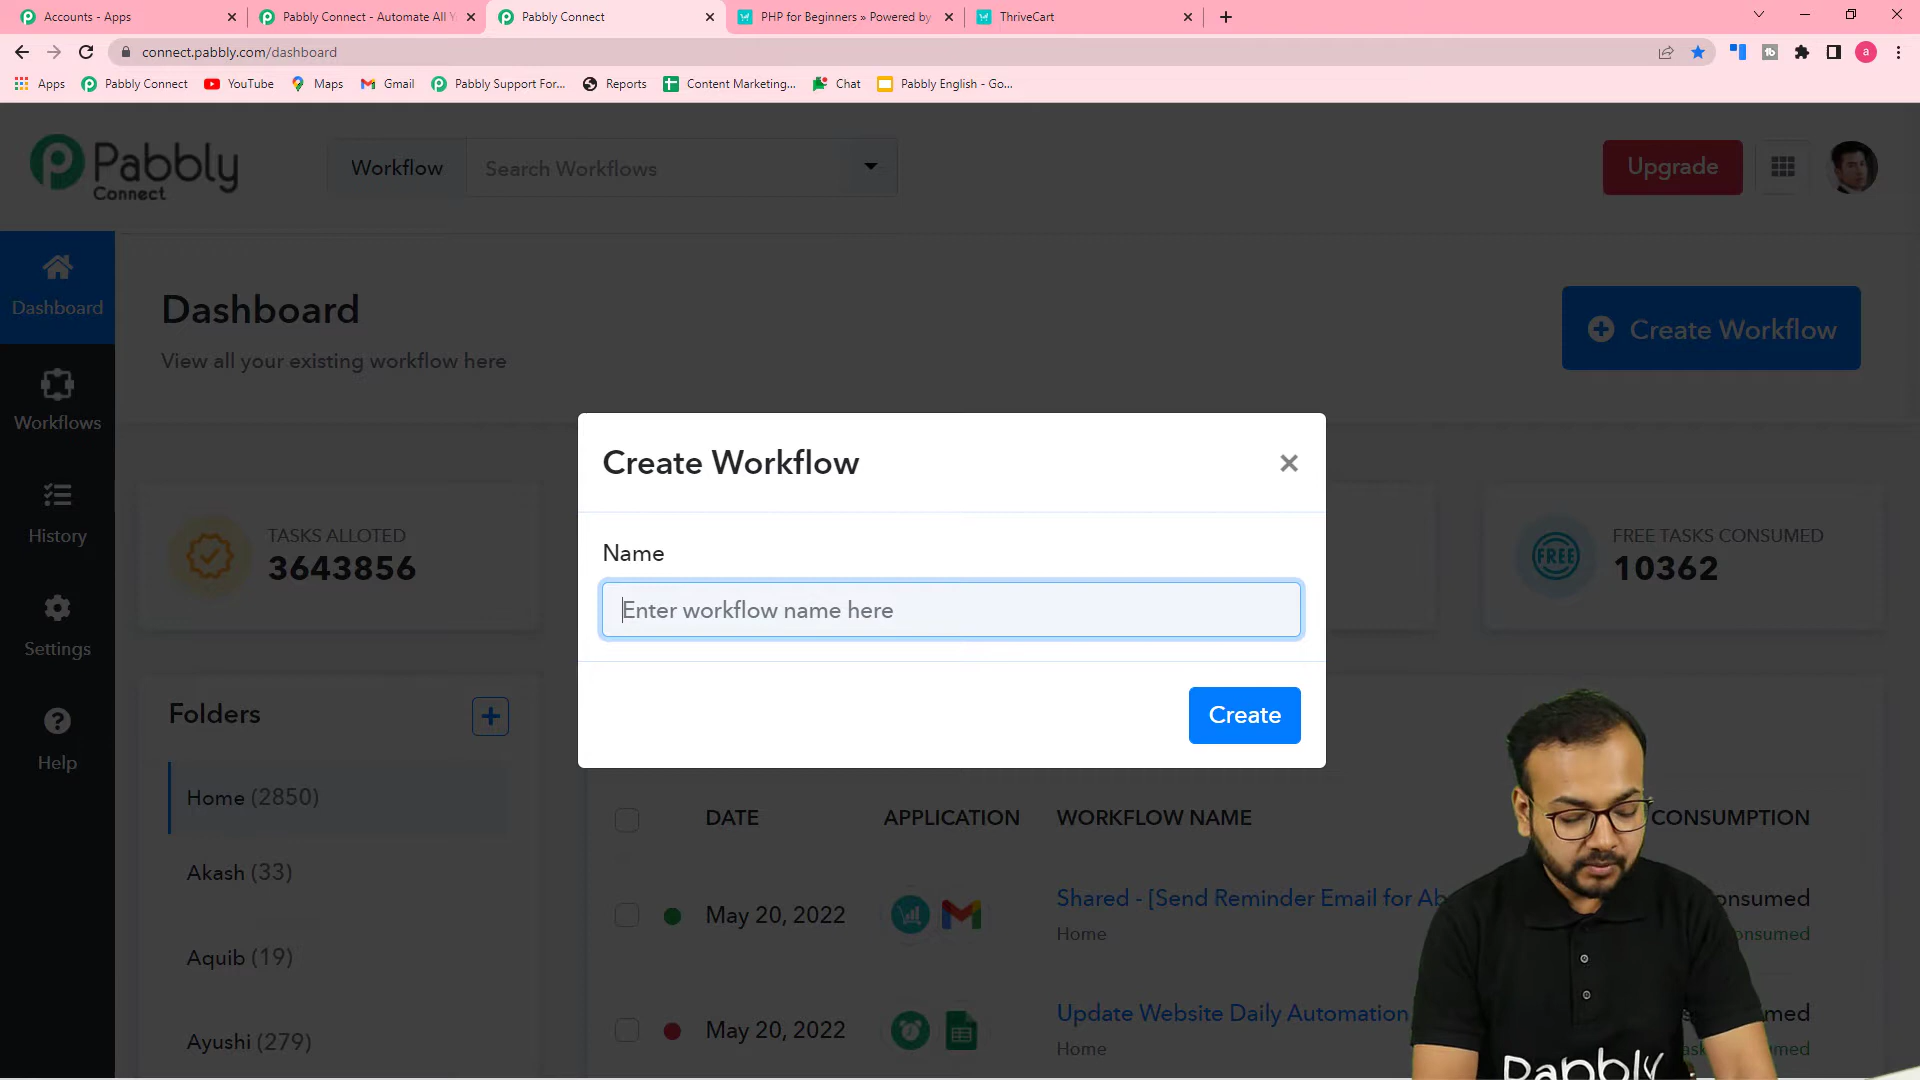 Accounts - Apps
Pabbly Connect - Automate All Y
Pabbly Connect
PHP for Beginners » Powered by
ThriveCart
connect.pabbly.com/dashboard
a
Apps
Pabbly Connect
YouTube
Maps
Gmail
Pabbly Support For...
Reports
Content Marketing...
Chat
Pabbly English - Go...
Pabbly
Connect
Workflow
Search Workflows
Upgrade
Dashboard
Workflows
History
Settings
Help
Dashboard
View all your existing workflow here
Create Workflow
TASKS ALLOTED
3643856
FREE
FREE TASKS CONSUMED
10362
Create Workflow
×
Name
Enter workflow name here
Create
Folders
Home (2850)
Akash (33)
Aquib (19)
Ayushi (279)
DATE
APPLICATION
WORKFLOW NAME
CONSUMPTION
May 20, 2022
Shared - [Send Reminder Email for Ab
Home
onsumed
onsumed
May 20, 2022
Update Website Daily Automation
Home
Pabbly